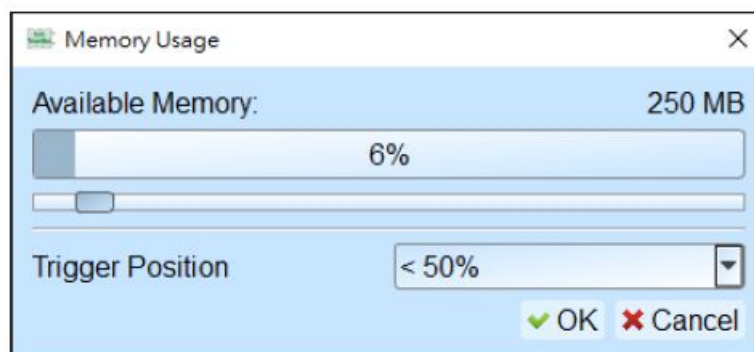 Memory Usage
Available Memory: 250 MB
6%
Trigger Position < 50%
OK Cancel